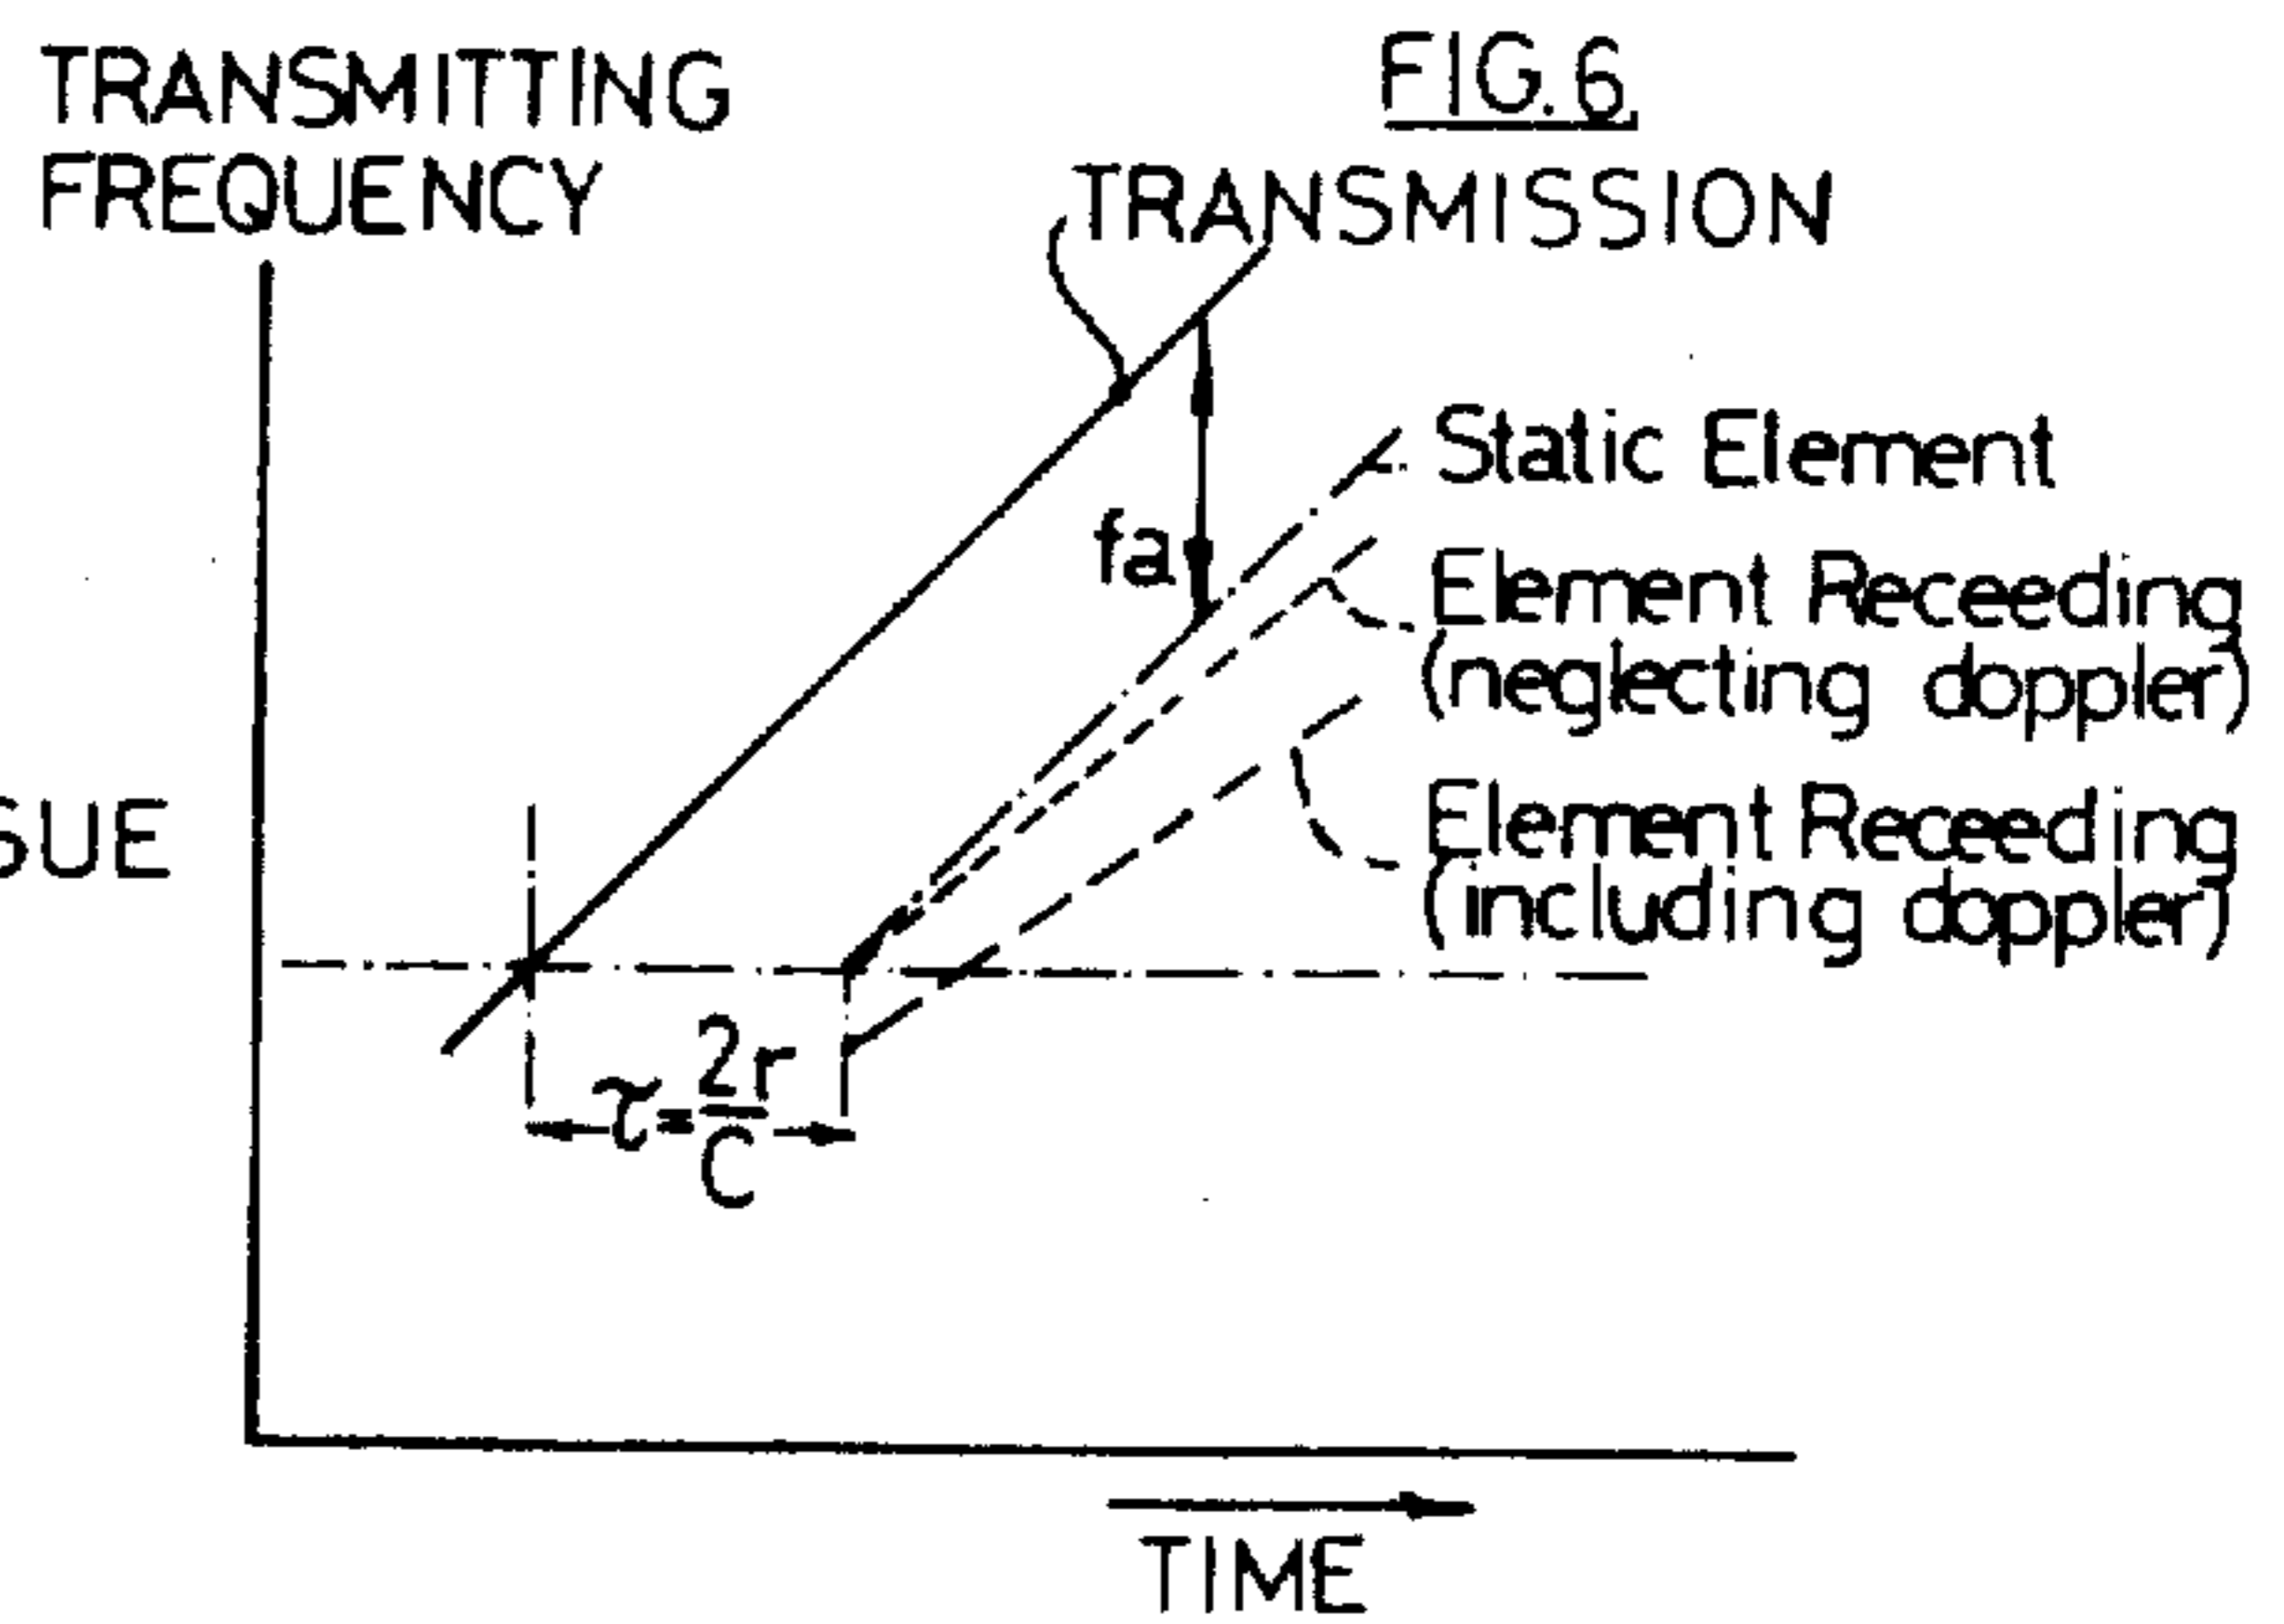 TRANSMITTING
FREQUENCY
FIG. 6.
TRANSMISSION
Static Element
fa
Element Receeding
(neglecting doppler)
Element Receeding
(including doppler)
SUE
τ = 2r/C
TIME